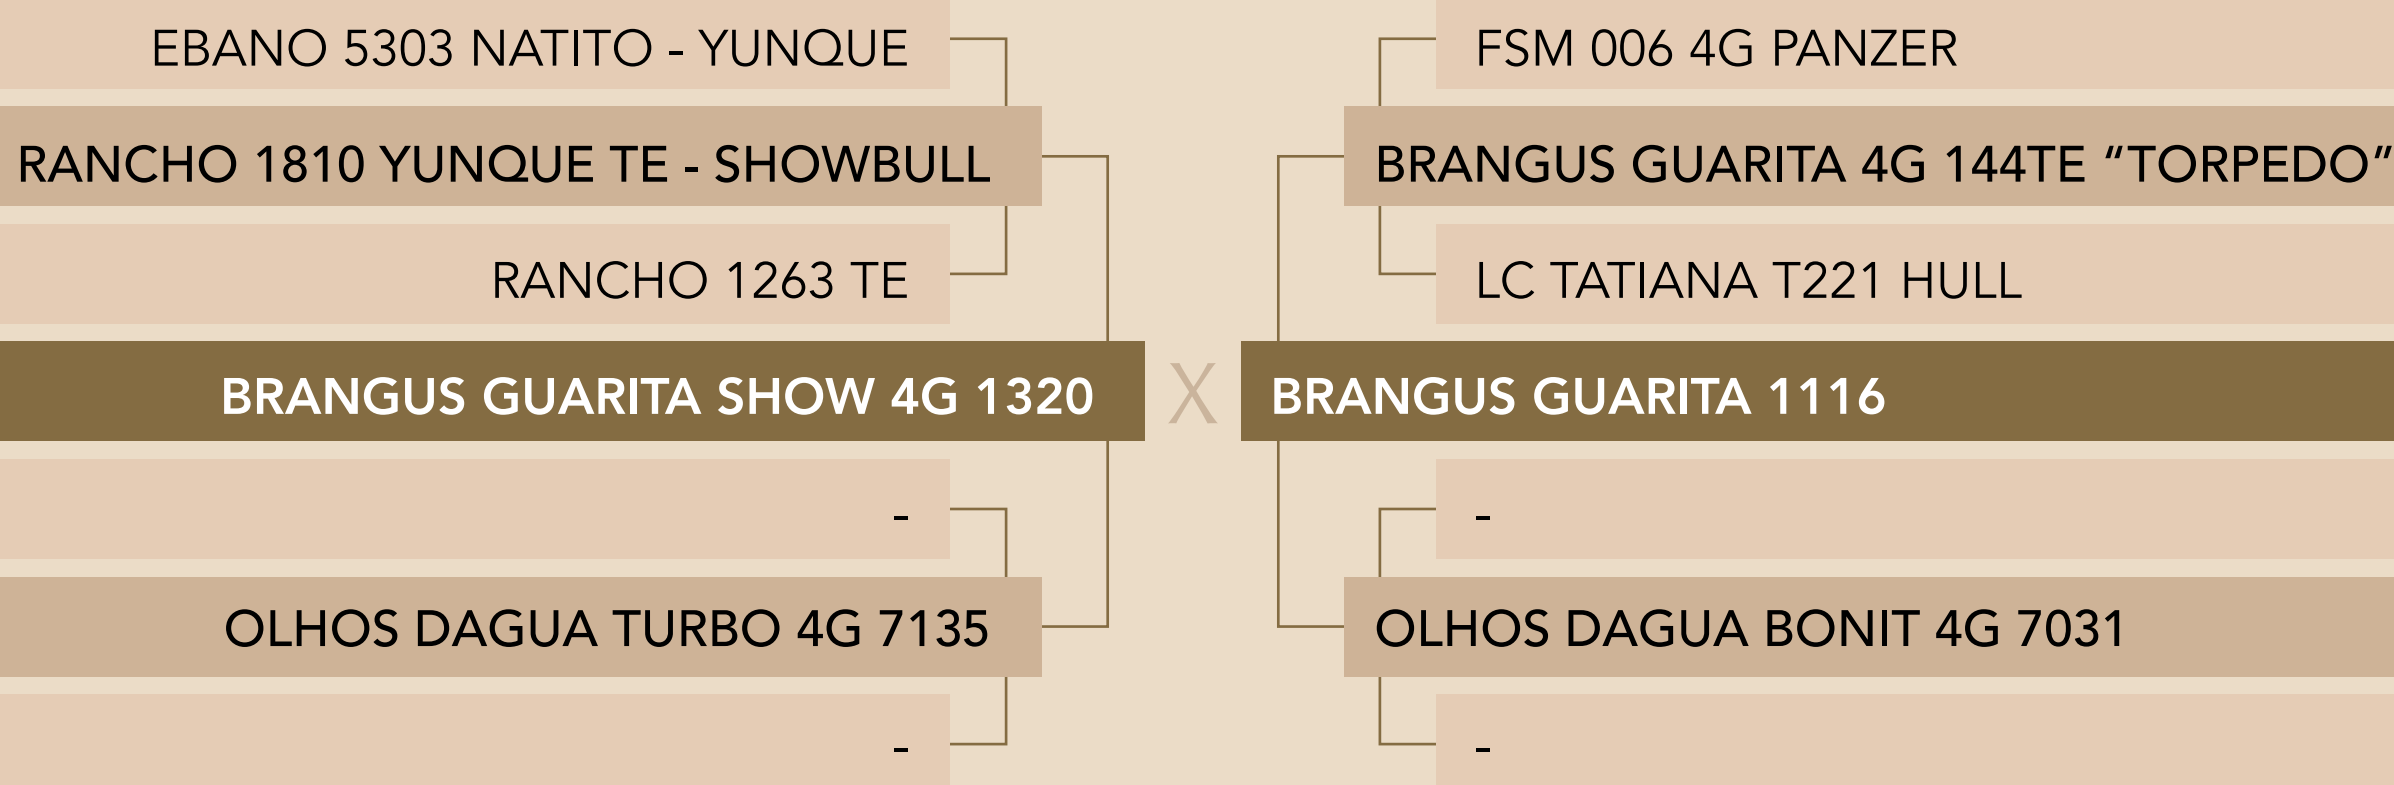 EBANO 5303 NATITO - YUNQUE
RANCHO 1810 YUNQUE TE - SHOWBULL
RANCHO 1263 TE
BRANGUS GUARITA SHOW 4G 1320
-
OLHOS DAGUA TURBO 4G 7135
-
X
FSM 006 4G PANZER
BRANGUS GUARITA 4G 144TE “TORPEDO”
LC TATIANA T221 HULL
BRANGUS GUARITA 1116
-
OLHOS DAGUA BONIT 4G 7031
-